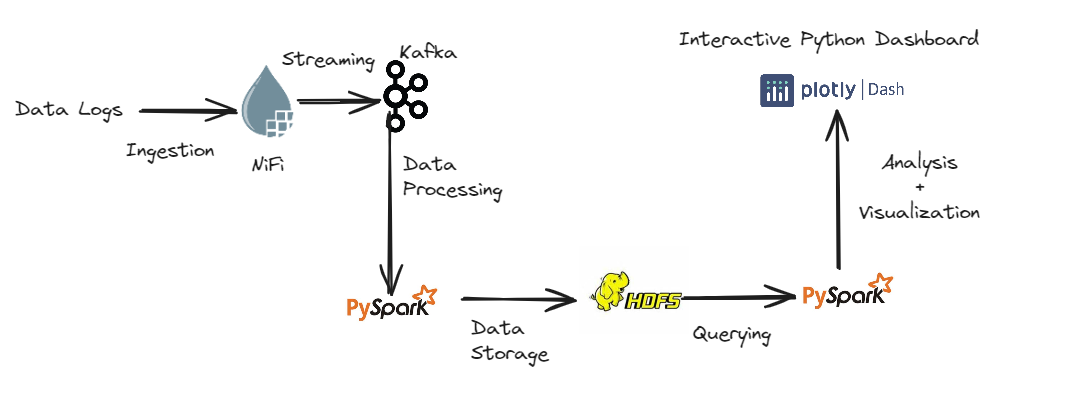 Interactive Python Dashboard
Streaming
Kafka
plotly | Dash
Data Logs
Ingestion
NiFi
Data
Processing
Analysis
+
Visualization
PySpark
HDFS
PySpark
Data
Storage
Querying